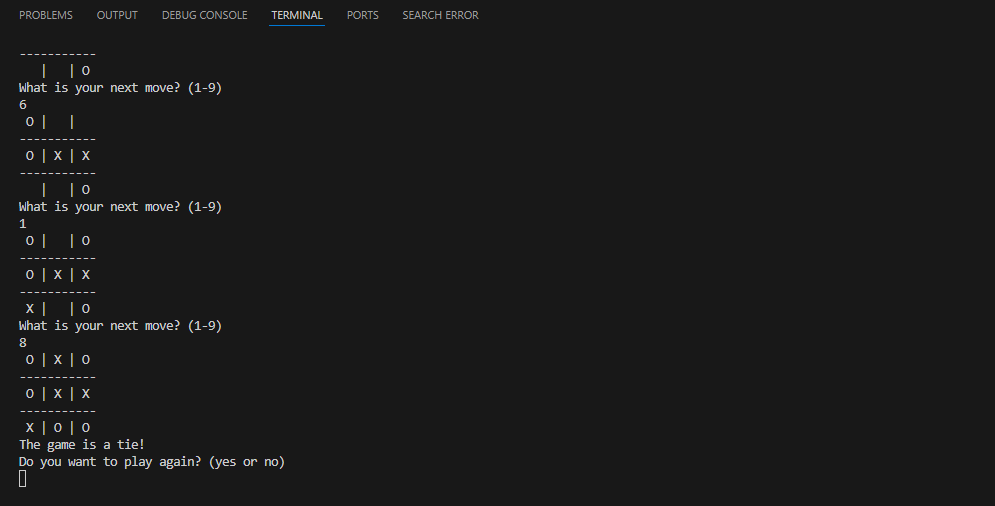 PROBLEMS OUTPUT DEBUG CONSOLE TERMINAL PORTS SEARCH ERROR
-----------
   |   | O
What is your next move? (1-9)
6
 O |   |
-----------
 O | X | X
-----------
   |   | O
What is your next move? (1-9)
1
 O |   | O
-----------
 O | X | X
-----------
 X |   | O
What is your next move? (1-9)
8
 O | X | O
-----------
 O | X | X
-----------
 X | O | O
The game is a tie!
Do you want to play again? (yes or no)